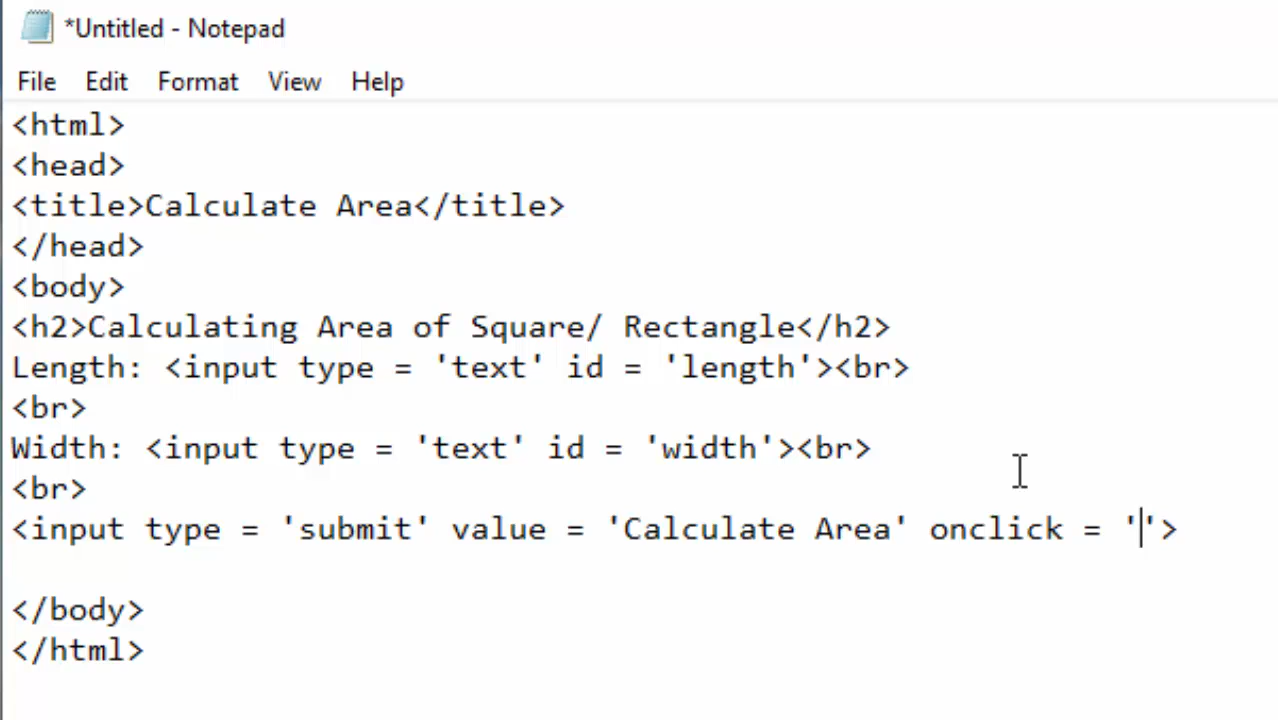 *Untitled - Notepad
File Edit Format View Help
<html>
<head>
<title>Calculate Area</title>
</head>
<body>
<h2>Calculating Area of Square/ Rectangle</h2>
Length: <input type = 'text' id = 'length'><br>
<br>
Width: <input type = 'text' id = 'width'><br>
<br>
<input type = 'submit' value = 'Calculate Area' onclick = ''>
</body>
</html>